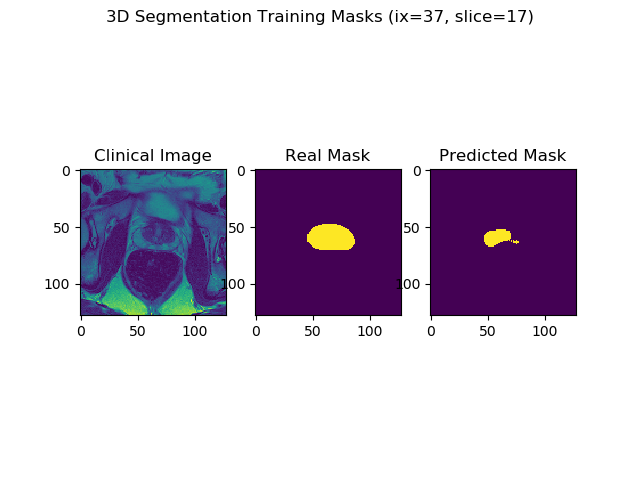 3D Segmentation Training Masks (ix=37, slice=17)
Clinical Image Real Mask Predicted Mask
0 0 0
50 50 50
100 100 100
0 50 100 0 50 100 0 50 100